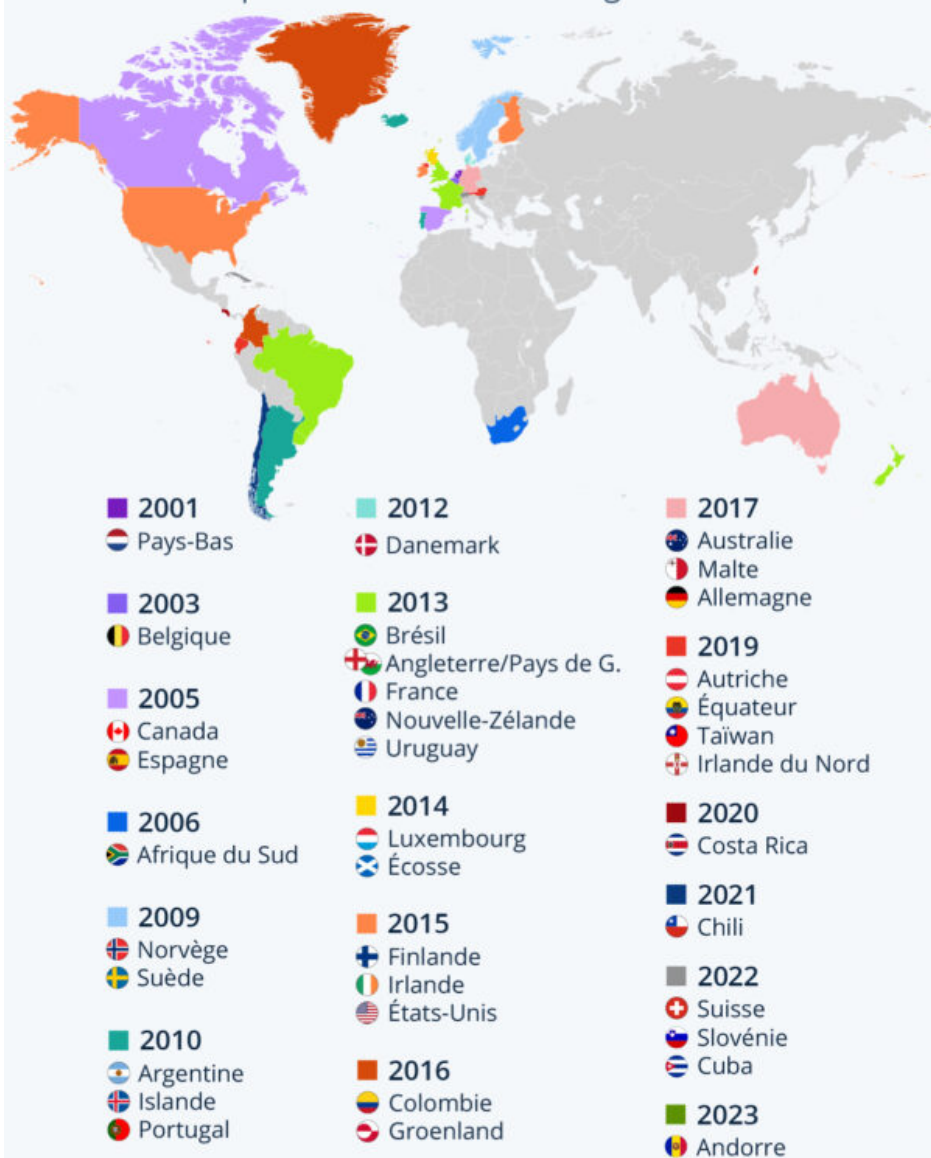 2001
Pays-Bas
2003
Belgique
2005
Canada
Espagne
2006
Afrique du Sud
2009
Norvège
Suède
2010
Argentine
Islande
Portugal
2012
Danemark
2013
Brésil
Angleterre/Pays de G.
France
Nouvelle-Zélande
Uruguay
2014
Luxembourg
Écosse
2015
Finlande
Irlande
États-Unis
2016
Colombie
Groenland
2017
Australie
Malte
Allemagne
2019
Autriche
Équateur
Taïwan
Irlande du Nord
2020
Costa Rica
2021
Chili
2022
Suisse
Slovénie
Cuba
2023
Andorre